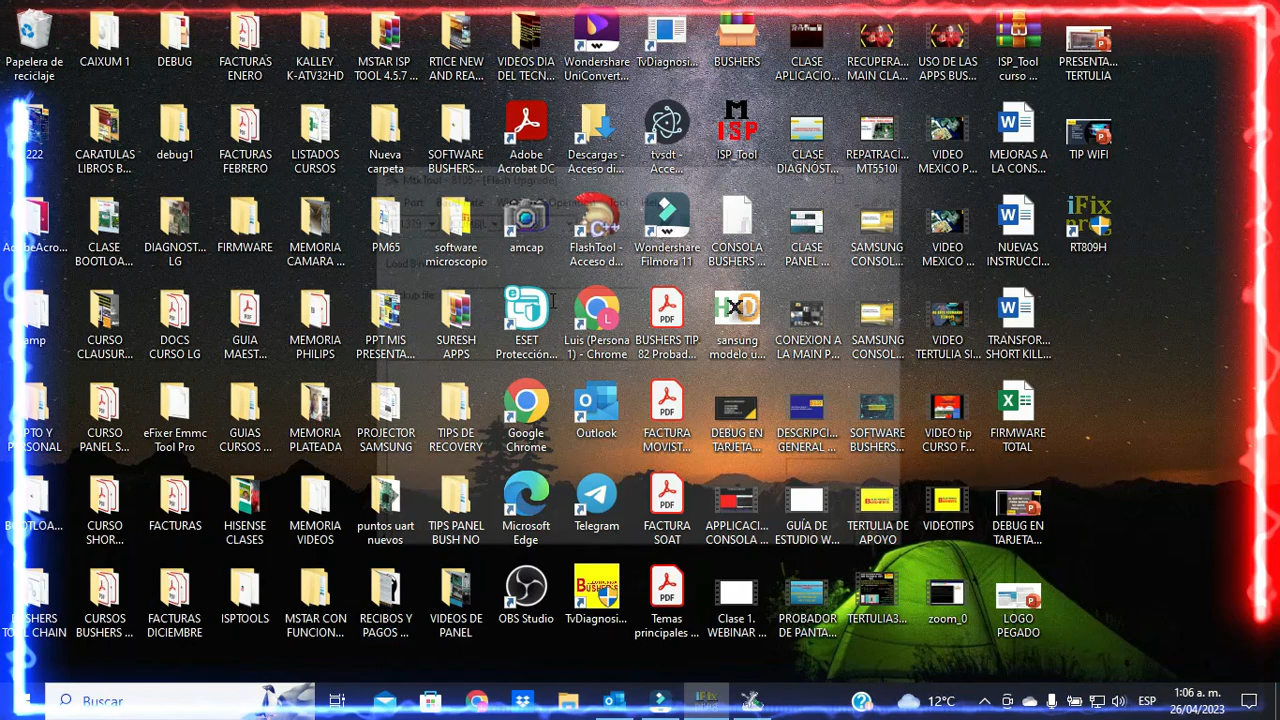 Papelera de
reciclaje
CAIXUM 1
DEBUG
FACTURAS
ENERO
KALLEY
K-ATV32HD
MSTAR ISP
TOOL 4.5.7 ...
RTICE NEW
AND REA...
VIDEOS DIA
DEL TECN...
Wondershare
UniConvert...
TvDiagnosi...
BUSHERS
CLASE
APLICACIO...
RECUPERA...
MAIN CLA...
USO DE LAS
APPS BUS...
ISP_Tool
curso ...
PRESENTA...
TERTULIA
222
CARATULAS
LIBROS B...
debug1
FACTURAS
FEBRERO
LISTADOS
CURSOS
Nueva
carpeta
SOFTWARE
BUSHERS...
Adobe
Acrobat DC
Descargas -
Acceso di...
tvsdt -
Acce...
M
ISP
ISP_Tool
CLASE
DIAGNOST...
REPATRACI...
MT5510I
VIDEO
MEXICO P...
MEJORAS A
LA CONS...
TIP WIFI
MtkTool - 8105 - [Flash Upgrade]
AdobeAcro...
CLASE
BOOTLOA...
DIAGNOST...
LG
FIRMWARE
MEMORIA
CAMARA ...
PM65
software
microscopio
amcap
FlashTool -
Acceso d...
Wondershare
Filmora 11
CONSOLA
BUSHERS ...
CLASE
PANEL ...
SAMSUNG
CONSOL...
VIDEO
MEXICO ...
NUEVAS
INSTRUCCI...
iFix
pro
RT809H
amp
CURSO
CLAUSUR...
DOCS
CURSO LG
GUIA
MAEST...
MEMORIA
PHILIPS
PPT MIS
PRESENTA...
SURESH
APPS
ESET
Protección...
Luis (Persona
1) - Chrome
BUSHERS TIP
82 Probad...
HxD
sansung
modelo u...
CONEXION A
LA MAIN P...
SAMSUNG
CONSOL...
VIDEO
TERTULIA SI...
TRANSFOR...
SHORT KILL...
PTO Y
PERSONAL
CURSO
PANEL S...
eFixer Emmc
Tool Pro
GUIAS
CURSOS ...
MEMORIA
PLATEADA
PROJECTOR
SAMSUNG
TIPS DE
RECOVERY
Google
Chrome
Outlook
FACTURA
MOVIST...
DEBUG EN
TARJETA...
DESCRIPCI...
GENERAL ...
SOFTWARE
BUSHERS...
VIDEO tip
CURSO F...
FIRMWARE
TOTAL
BOOTLOA...
CURSO
SHOR...
FACTURAS
HISENSE
CLASES
MEMORIA
VIDEOS
puntos uart
nuevos
TIPS PANEL
BUSH NO
Microsoft
Edge
Telegram
FACTURA
SOAT
APPLICACI...
CONSOLA ...
GUÍA DE
ESTUDIO W...
TERTULIA DE
APOYO
VIDEOTIPS
DEBUG EN
TARJETA...
SHERS
TOOL CHAIN
CURSOS
BUSHERS ...
FACTURAS
DICIEMBRE
ISPTOOLS
MSTAR CON
FUNCION...
RECIBOS Y
PAGOS ...
VIDEOS DE
PANEL
OBS Studio
TvDiagnosi...
Temas
principales ...
Clase 1.
WEBINAR ...
PROBADOR
DE PANTA...
TERTULIA3...
zoom_0
LOGO
PEGADO
Buscar
12°C
ESP
1:06 a. m.
26/04/2023